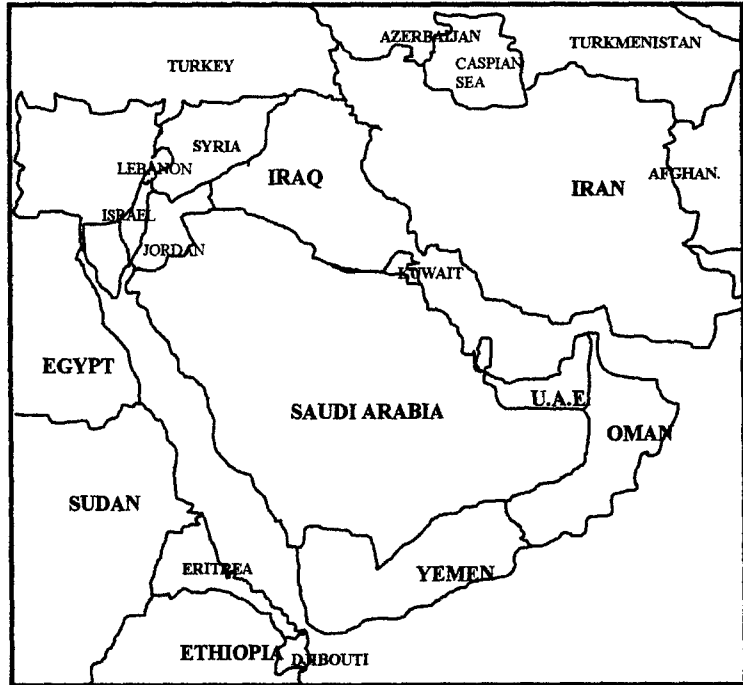 AZERBAIJAN
TURKMENISTAN
TURKEY
CASPIAN
SEA
SYRIA
LEBANON
IRAQ
IRAN
AFGHAN.
ISRAEL
JORDAN
KUWAIT
EGYPT
SAUDI ARABIA
U.A.E
OMAN
SUDAN
ERITREA
YEMEN
ETHIOPIA
DJIBOUTI